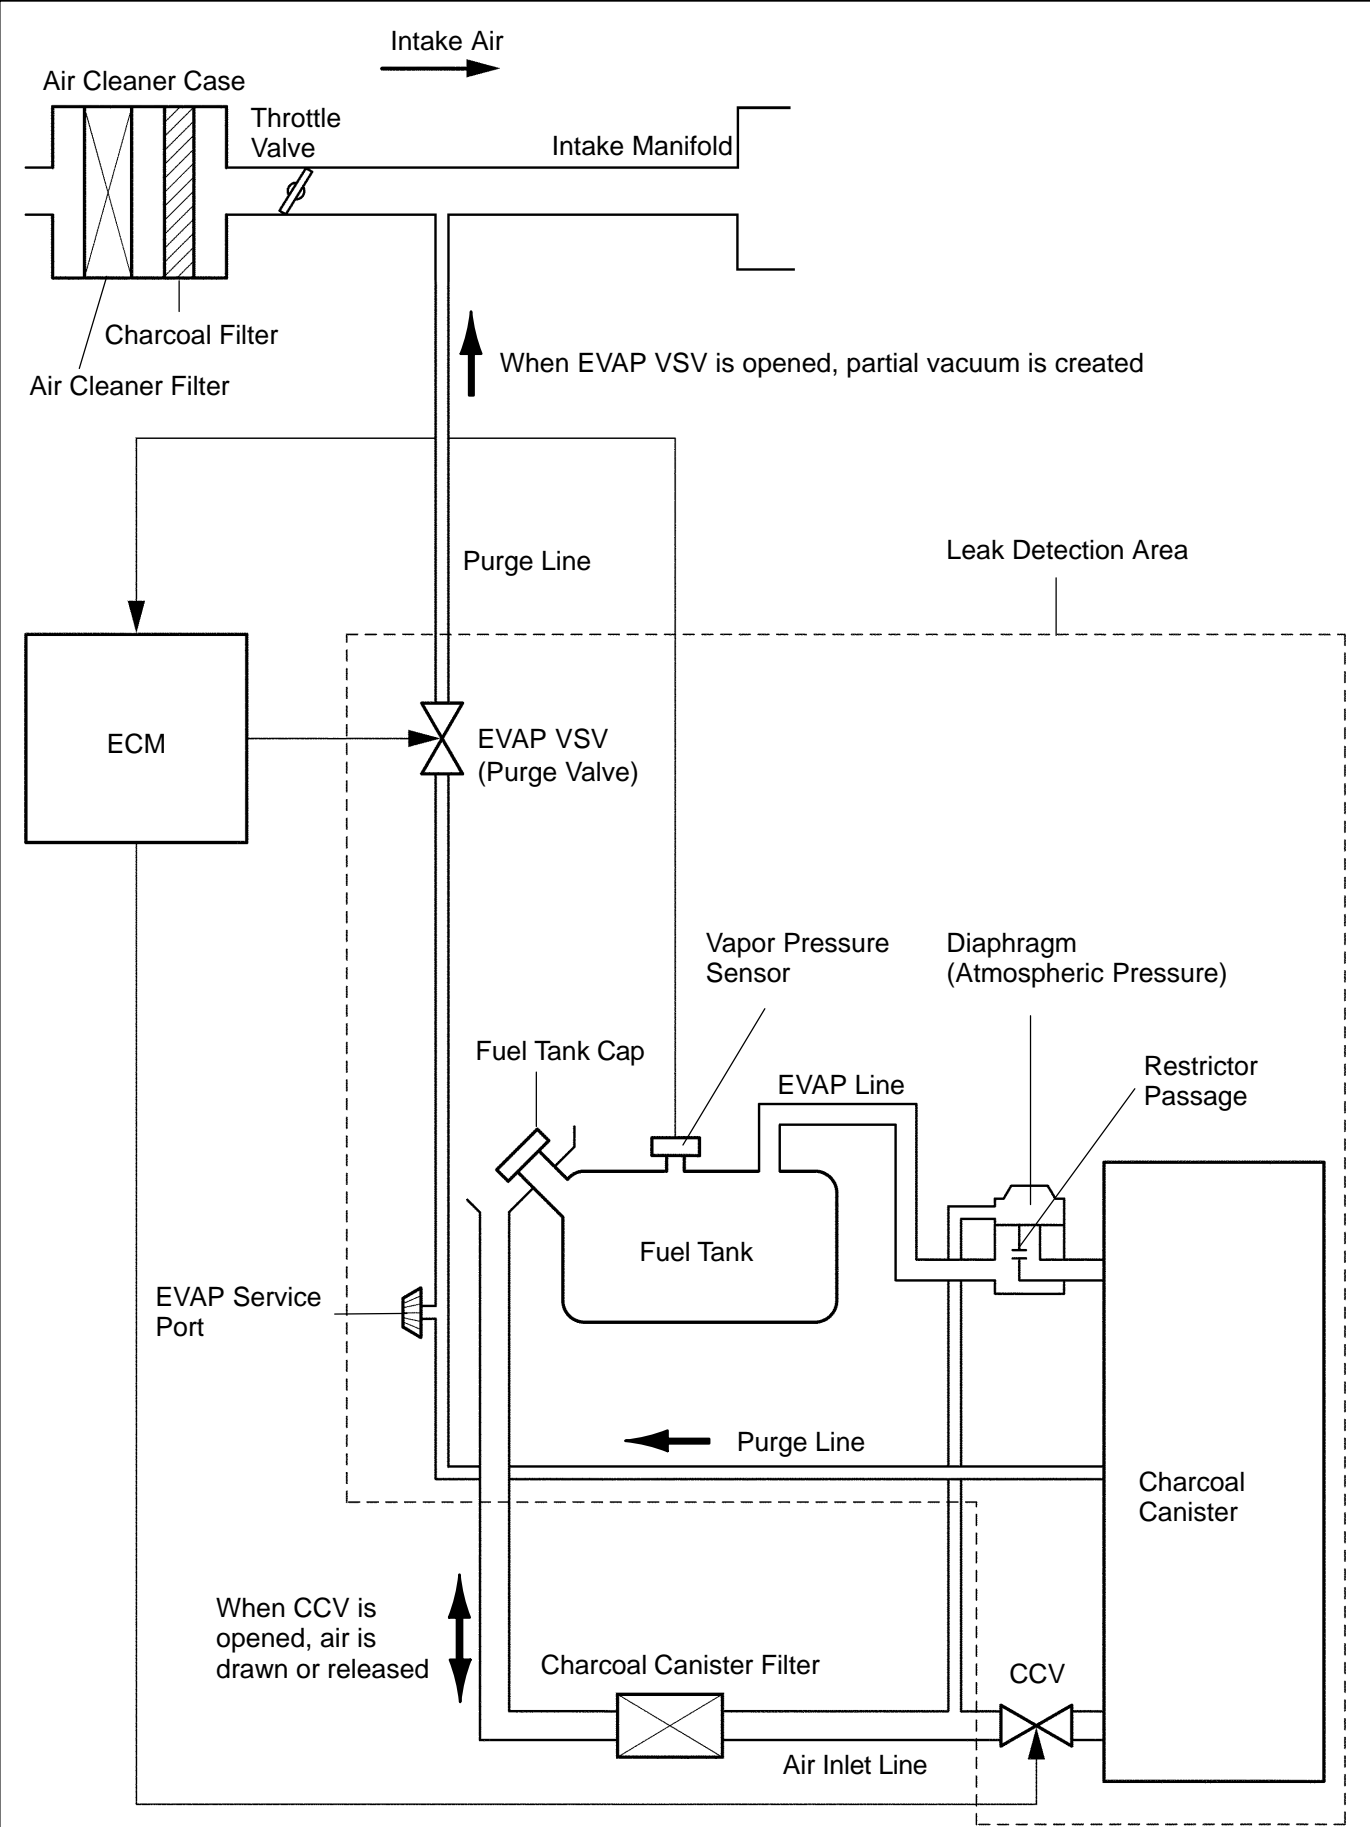 Intake Air
Air Cleaner Case
Throttle
Valve
Intake Manifold
Charcoal Filter
Air Cleaner Filter
When EVAP VSV is opened, partial vacuum is created
Purge Line
Leak Detection Area
ECM
EVAP VSV
(Purge Valve)
Vapor Pressure
Sensor
Diaphragm
(Atmospheric Pressure)
Fuel Tank Cap
EVAP Line
Restrictor
Passage
Fuel Tank
EVAP Service
Port
Purge Line
Charcoal
Canister
When CCV is
opened, air is
drawn or released
Charcoal Canister Filter
CCV
Air Inlet Line